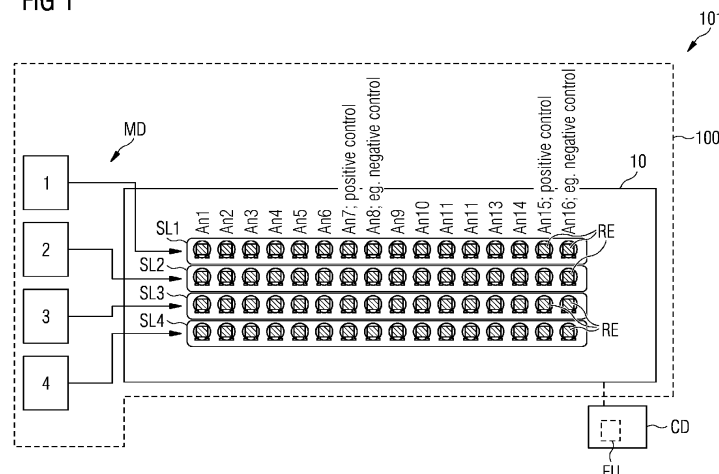 FIG 1
101
MD
100
10
1
2
3
4
An1
An2
An3
An4
An5
An6
An7; positive control
An8; eg. negative control
An9
An10
An11
An11
An13
An14
An15; positive control
An16; eg. negative control
SL1
SL2
SL3
SL4
RE
RE
CD
EU